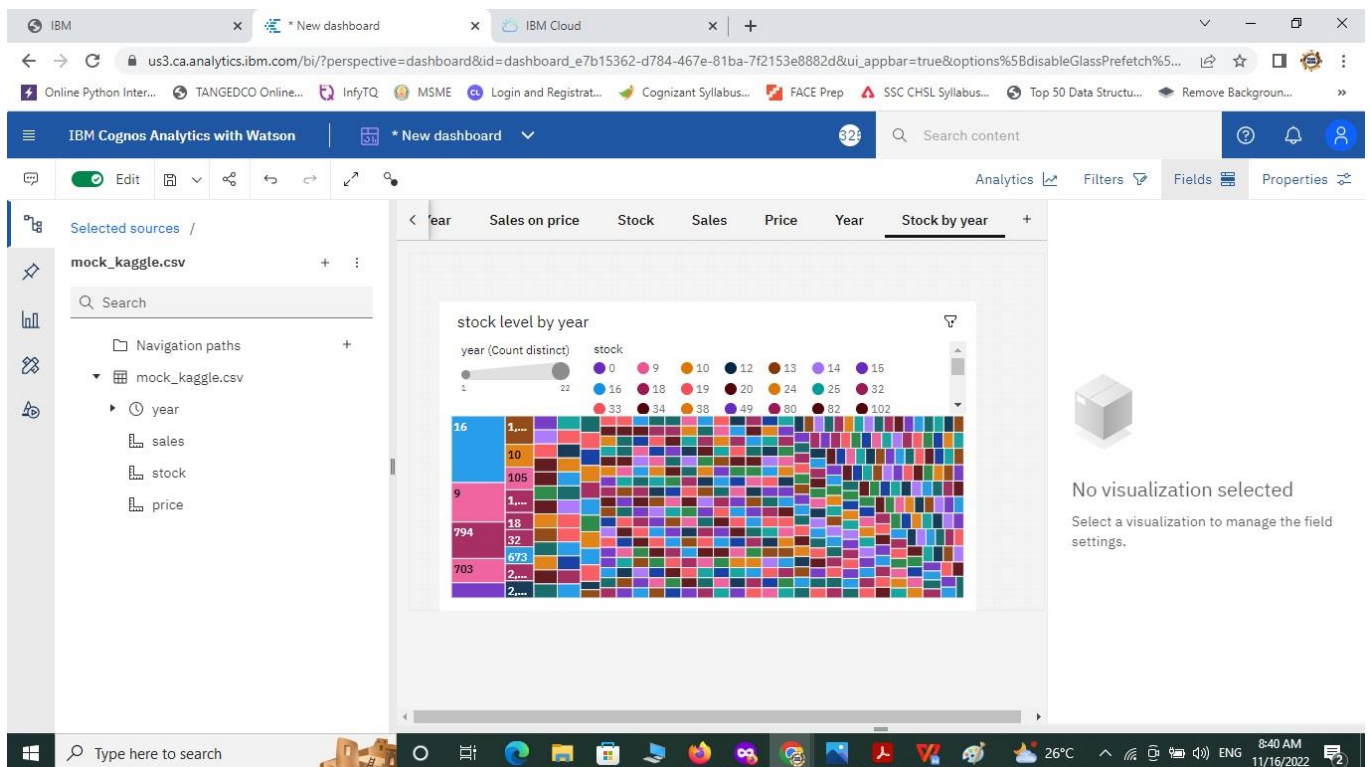 IBM
* New dashboard
IBM Cloud
us3.ca.analytics.ibm.com/bi/?perspective=dashboard&id=dashboard_e7b15362-d784-467e-81ba-7f2153e8882d&ui_appbar=true&options%5BdisableGlassPrefetch%5...
Online Python Inter... TANGEDCO Online... InfyTQ MSME Login and Registrat... Cognizant Syllabus... FACE Prep SSC CHSL Syllabus... Top 50 Data Structu... Remove Backgroun... »
IBM Cognos Analytics with Watson * New dashboard Search content
Edit Analytics Filters Fields Properties
Selected sources /
mock_kaggle.csv
Search
Navigation paths
mock_kaggle.csv
year
sales
stock
price
Sales on price Stock Sales Price Year Stock by year +
stock level by year
year (Count distinct)
1 22
stock
0 9 10 12 13 14 15
16 18 19 20 24 25 32
33 34 38 49 80 82 102
16
9
794
703
1,...
10
105
1,...
18
32
673
2,...
2,...
No visualization selected
Select a visualization to manage the field
settings.
Type here to search
26°C ENG 8:40 AM
11/16/2022
2